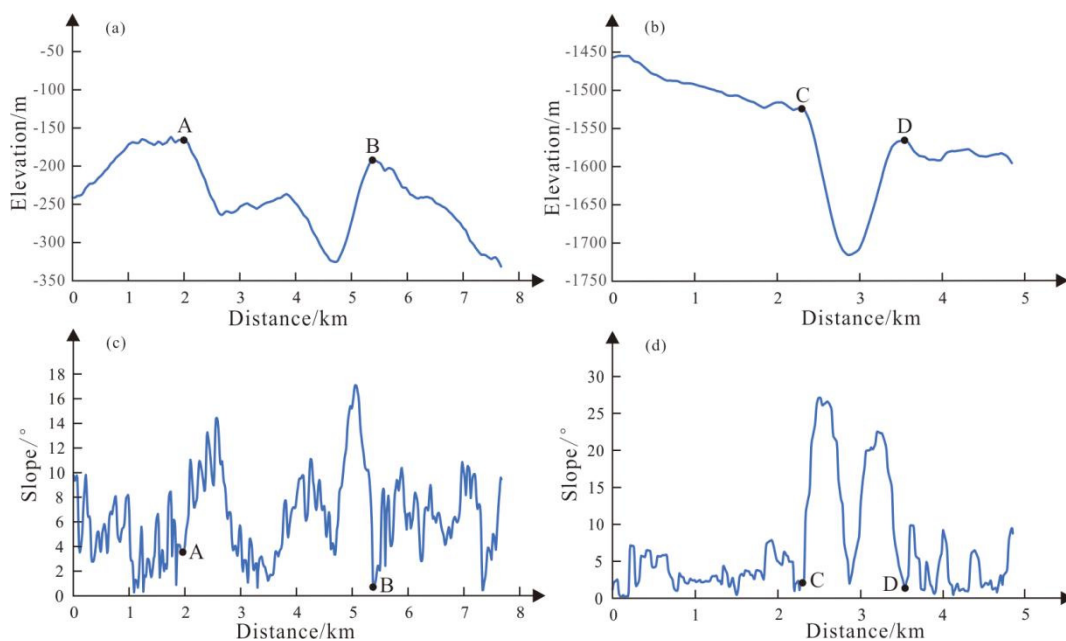 (a)
Elevation/m
-50
-100
-150
-200
-250
-300
-350
A
B
0 1 2 3 4 5 6 7 8
Distance/km
(b)
Elevation/m
-1450
-1500
-1550
-1600
-1650
-1700
-1750
C
D
0 1 2 3 4 5
Distance/km
(c)
Slope/°
18
16
14
12
10
8
6
4
2
0
A
B
0 1 2 3 4 5 6 7 8
Distance/km
(d)
Slope/°
30
25
20
15
10
5
0
C
D
0 1 2 3 4 5
Distance/km